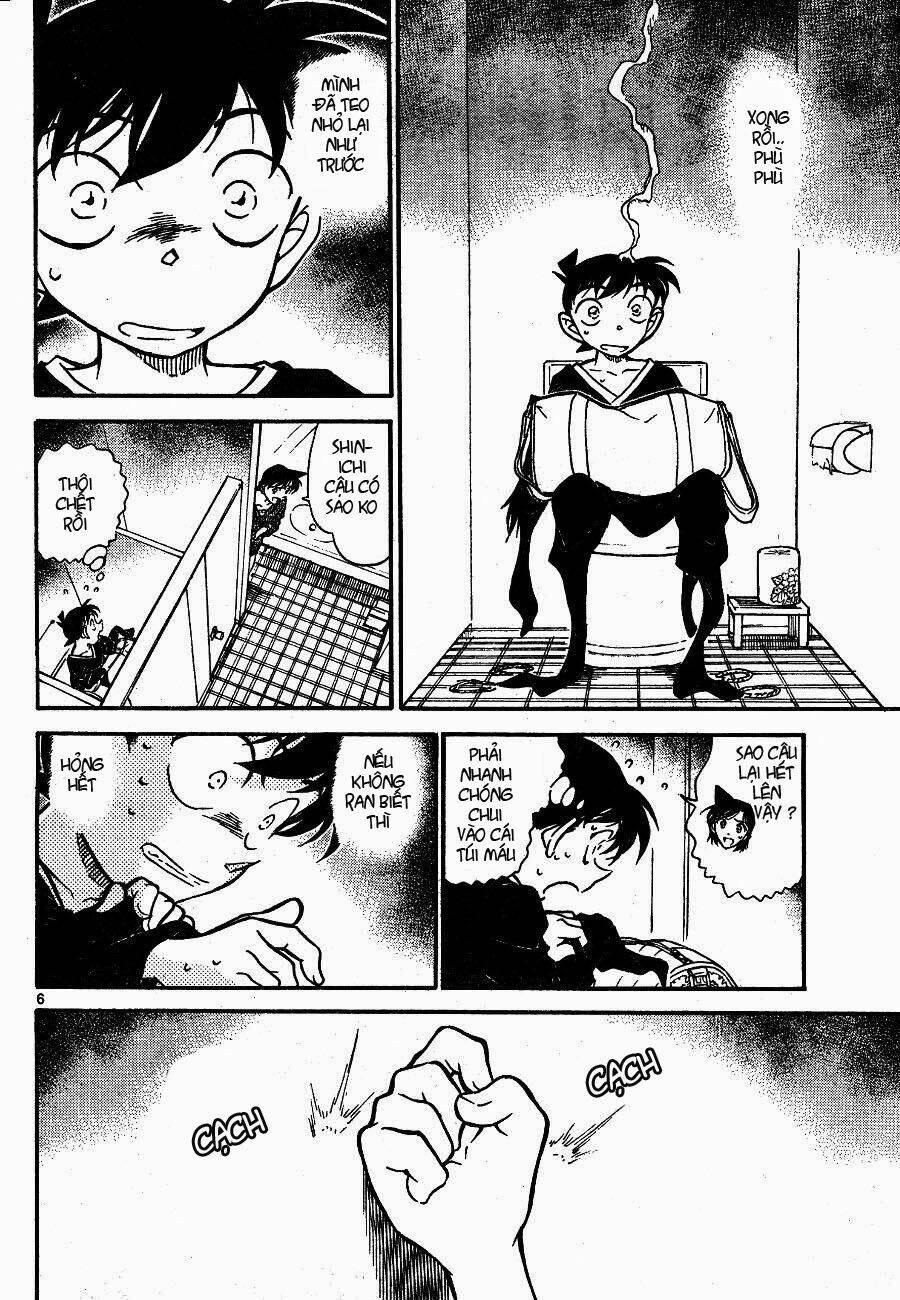 XONG
RỒI..
PHÙ
PHÙ
MÌNH
ĐÃ TEO
NHỎ LẠI
NHƯ
TRƯỚC
SHIN-
ICHI
CẬU CÓ
SAO KO
THÔI
CHẾT
RỒI
SAO CẬU
LẠI HÉT
LÊN
VẬY ?
PHẢI
NHANH
CHÓNG
CHUI
VÀO CÁI
TÚI MÁU
NẾU
KHÔNG
RAN BIẾT
THÌ
HỎNG
HẾT
6
CẠCH
CẠCH